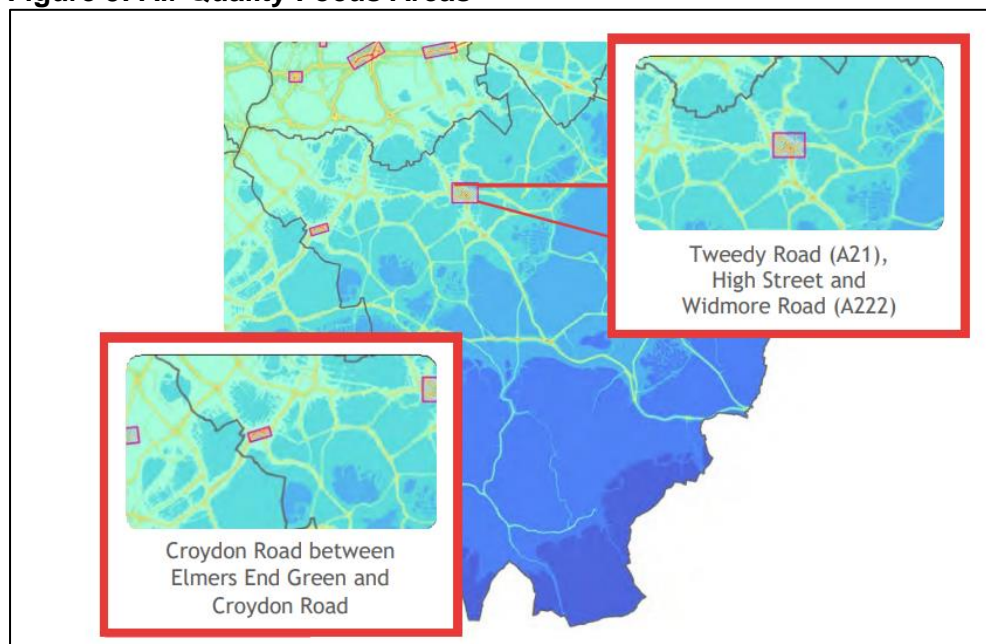 Figure Air Quality Focus Areas
Tweedy Road (A21),
High Street and
Widmore Road (A222)
Croydon Road between
Elmers End Green and
Croydon Road